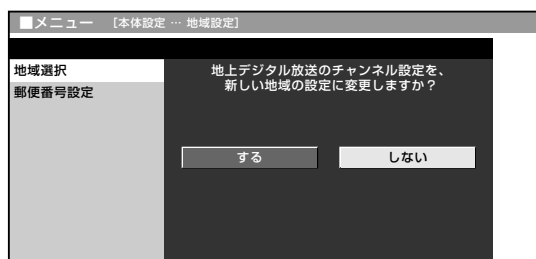 ■メニュー [本体設定 … 地域設定]
地域選択
郵便番号設定
地上デジタル放送のチャンネル設定を、
新しい地域の設定に変更しますか？
する
しない